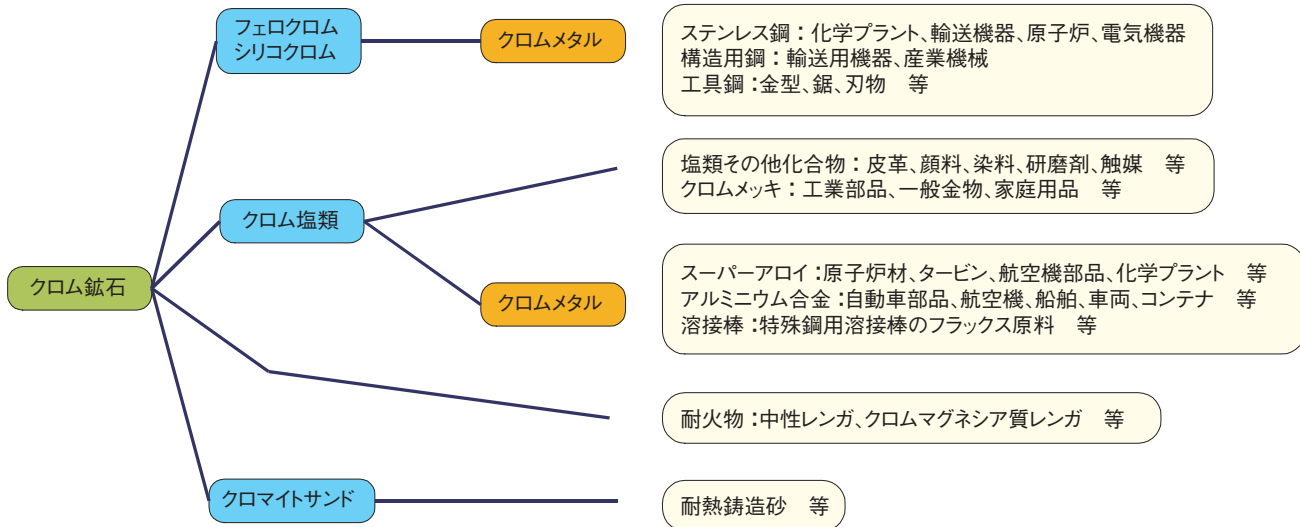 フェロクロム
シリコクロム
クロムメタル
ステンレス鋼：化学プラント、輸送機器、原子炉、電気機器
構造用鋼：輸送用機器、産業機械
工具鋼：金型、鋸、刃物　等
塩類その他化合物：皮革、顔料、染料、研磨剤、触媒　等
クロムメッキ：工業部品、一般金物、家庭用品　等
クロム塩類
クロム鉱石
スーパーアロイ：原子炉材、タービン、航空機部品、化学プラント　等
アルミニウム合金：自動車部品、航空機、船舶、車両、コンテナ　等
溶接棒：特殊鋼用溶接棒のフラックス原料　等
クロムメタル
耐火物：中性レンガ、クロムマグネシア質レンガ　等
クロマイトサンド
耐熱鋳造砂　等